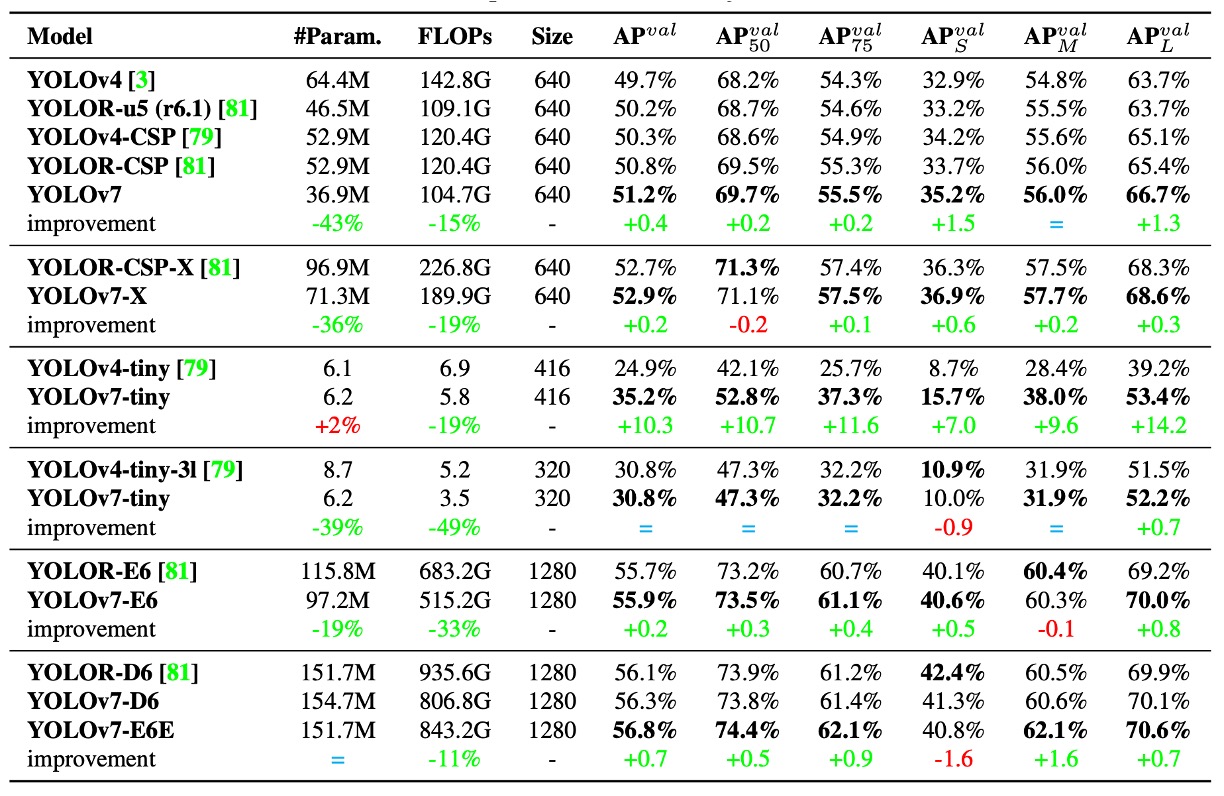 Model #Param. FLOPs Size AP^val AP_50^val AP_75^val AP_S^val AP_M^val AP_L^val
YOLOv4 [3] 64.4M 142.8G 640 49.7% 68.2% 54.3% 32.9% 54.8% 63.7%
YOLOR-u5 (r6.1) [81] 46.5M 109.1G 640 50.2% 68.7% 54.6% 33.2% 55.5% 63.7%
YOLOv4-CSP [79] 52.9M 120.4G 640 50.3% 68.6% 54.9% 34.2% 55.6% 65.1%
YOLOR-CSP [81] 52.9M 120.4G 640 50.8% 69.5% 55.3% 33.7% 56.0% 65.4%
YOLOv7 36.9M 104.7G 640 51.2% 69.7% 55.5% 35.2% 56.0% 66.7%
improvement -43% -15% - +0.4 +0.2 +0.2 +1.5 = +1.3
YOLOR-CSP-X [81] 96.9M 226.8G 640 52.7% 71.3% 57.4% 36.3% 57.5% 68.3%
YOLOv7-X 71.3M 189.9G 640 52.9% 71.1% 57.5% 36.9% 57.7% 68.6%
improvement -36% -19% - +0.2 -0.2 +0.1 +0.6 +0.2 +0.3
YOLOv4-tiny [79] 6.1 6.9 416 24.9% 42.1% 25.7% 8.7% 28.4% 39.2%
YOLOv7-tiny 6.2 5.8 416 35.2% 52.8% 37.3% 15.7% 38.0% 53.4%
improvement +2% -19% - +10.3 +10.7 +11.6 +7.0 +9.6 +14.2
YOLOv4-tiny-3l [79] 8.7 5.2 320 30.8% 47.3% 32.2% 10.9% 31.9% 51.5%
YOLOv7-tiny 6.2 3.5 320 30.8% 47.3% 32.2% 10.0% 31.9% 52.2%
improvement -39% -49% - = = = -0.9 = +0.7
YOLOR-E6 [81] 115.8M 683.2G 1280 55.7% 73.2% 60.7% 40.1% 60.4% 69.2%
YOLOv7-E6 97.2M 515.2G 1280 55.9% 73.5% 61.1% 40.6% 60.3% 70.0%
improvement -19% -33% - +0.2 +0.3 +0.4 +0.5 -0.1 +0.8
YOLOR-D6 [81] 151.7M 935.6G 1280 56.1% 73.9% 61.2% 42.4% 60.5% 69.9%
YOLOv7-D6 154.7M 806.8G 1280 56.3% 73.8% 61.4% 41.3% 60.6% 70.1%
YOLOv7-E6E 151.7M 843.2G 1280 56.8% 74.4% 62.1% 40.8% 62.1% 70.6%
improvement = -11% - +0.7 +0.5 +0.9 -1.6 +1.6 +0.7